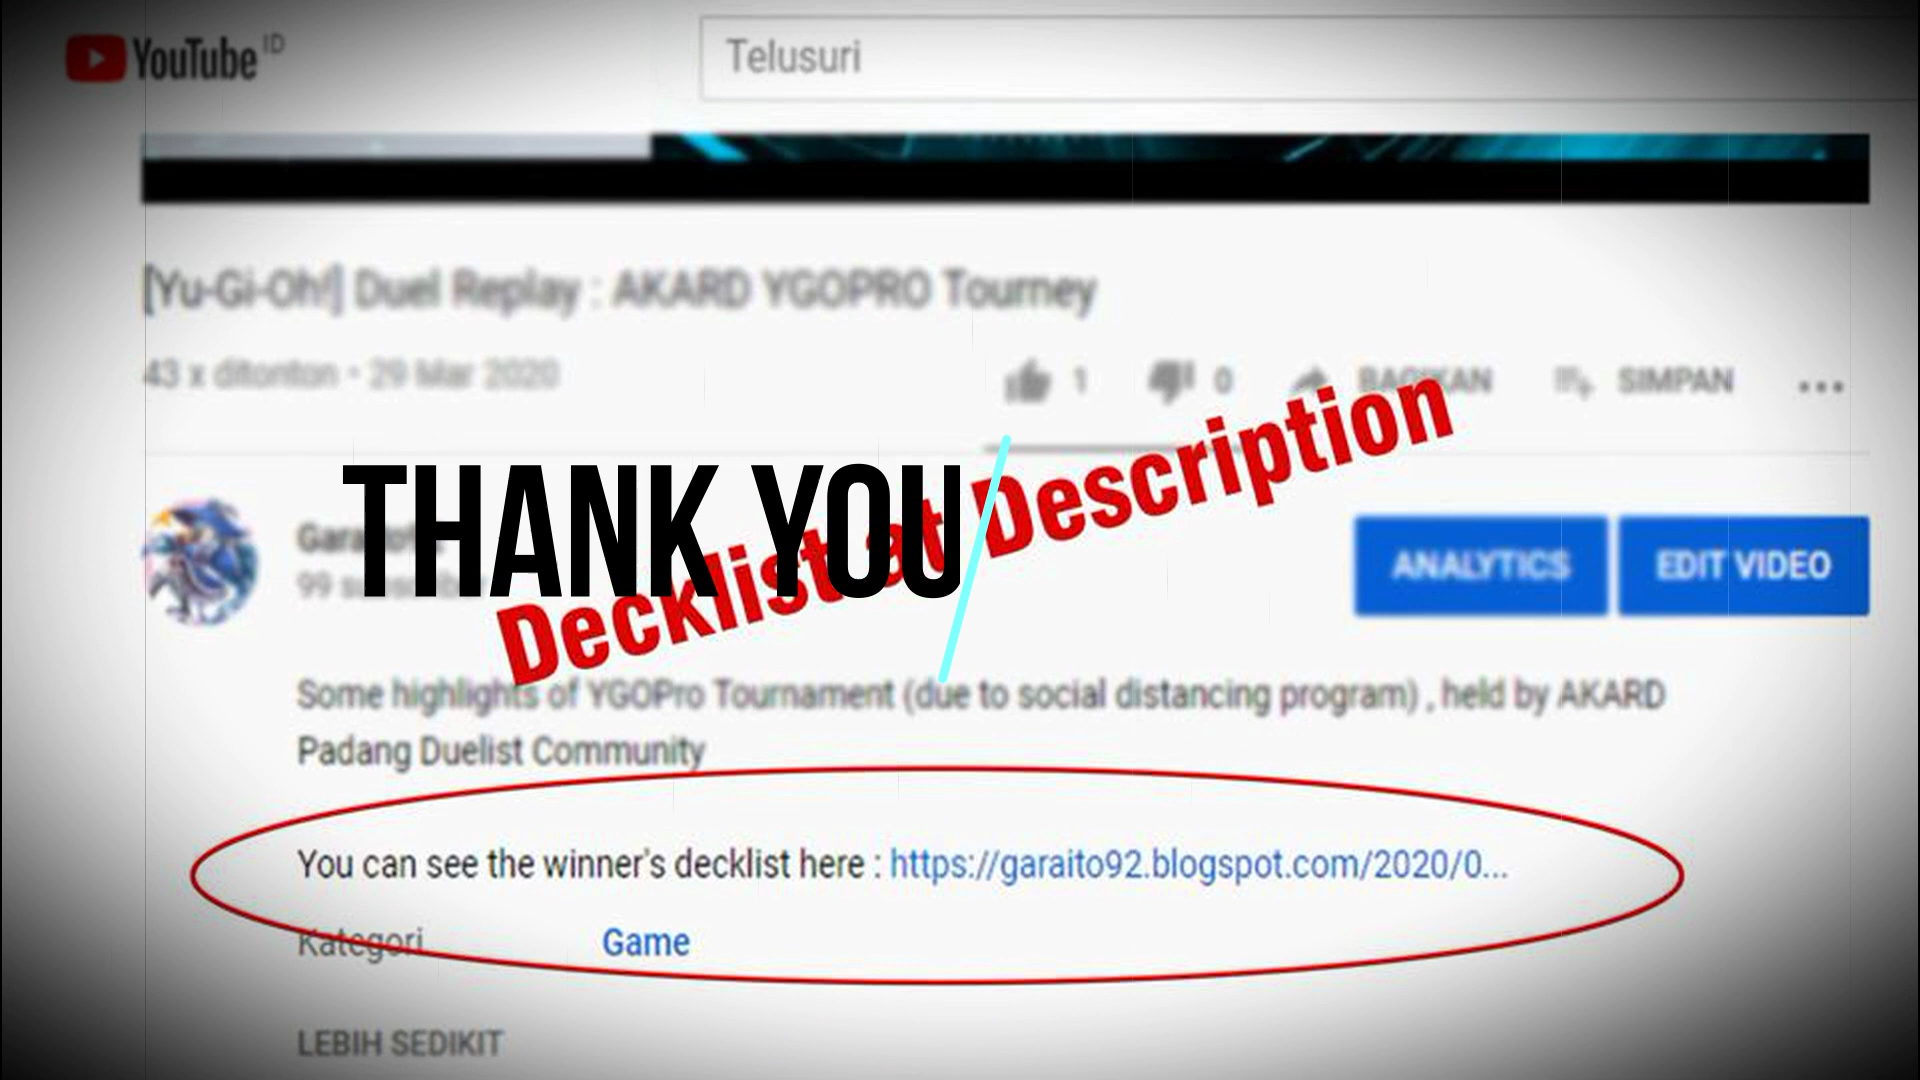 YouTube ID
Telusuri
[Yu-Gi-Oh!] Duel Replay : AKARD YGOPRO Tourney
43 x ditonton • 29 Mar 2020
1 0 BAGIKAN SIMPAN
Decklist at Description
THANK YOU
99
ANALYTICS EDIT VIDEO
Some highlights of YGOPro Tournament (due to social distancing program) , held by AKARD
Padang Duelist Community
You can see the winner's decklist here : https://garaito92.blogspot.com/2020/0...
Kategori Game
LEBIH SEDIKIT